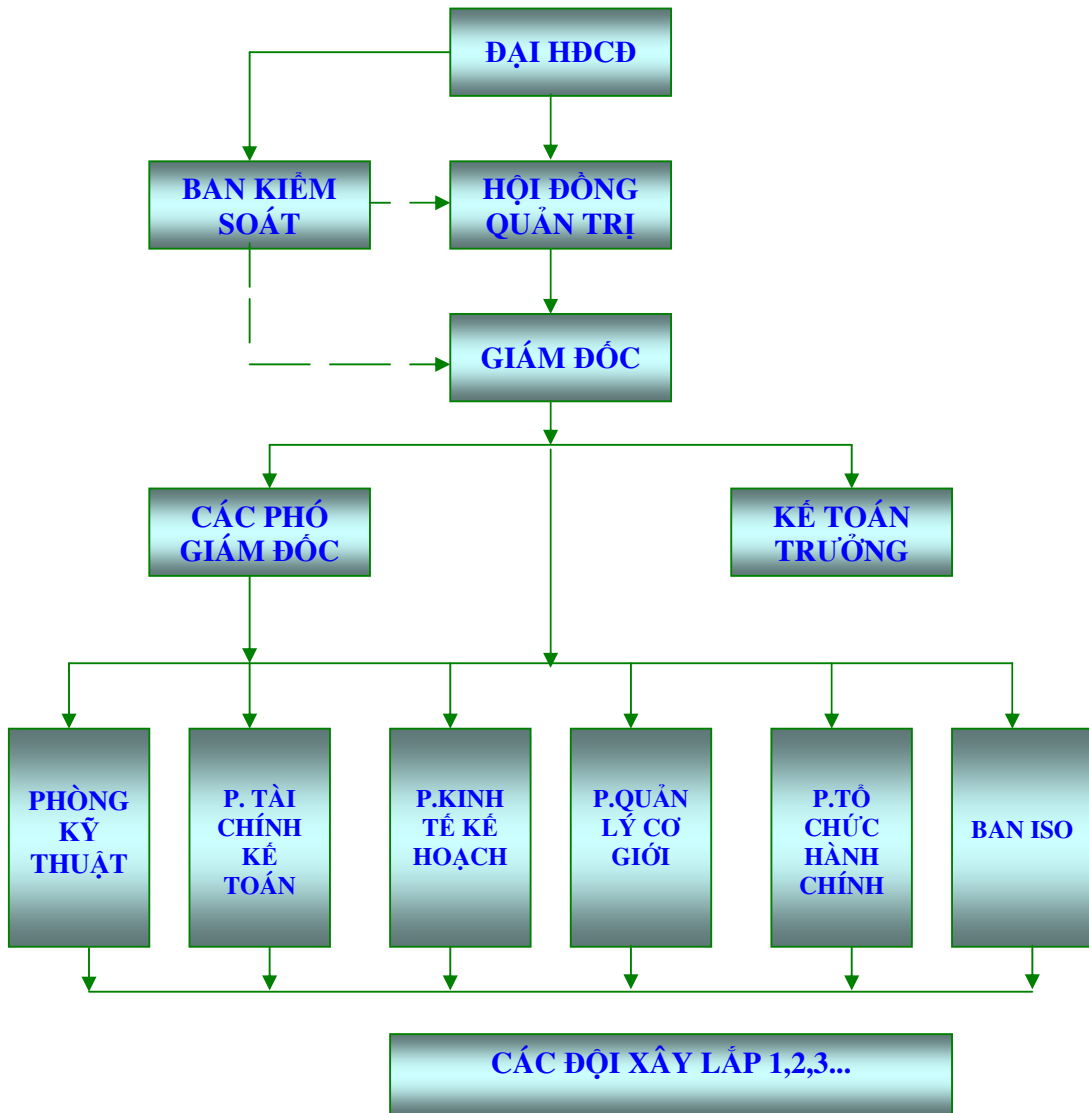 ĐẠI HĐCĐ
BAN KIỂM
SOÁT
HỘI ĐỒNG
QUẢN TRỊ
GIÁM ĐỐC
CÁC PHÓ
GIÁM ĐỐC
KẾ TOÁN
TRƯỞNG
PHÒNG
KỸ
THUẬT
P. TÀI
CHÍNH
KẾ
TOÁN
P.KINH
TẾ KẾ
HOẠCH
P.QUẢN
LÝ CƠ
GIỚI
P.TỔ
CHỨC
HÀNH
CHÍNH
BAN ISO
CÁC ĐỘI XÂY LẮP 1,2,3...